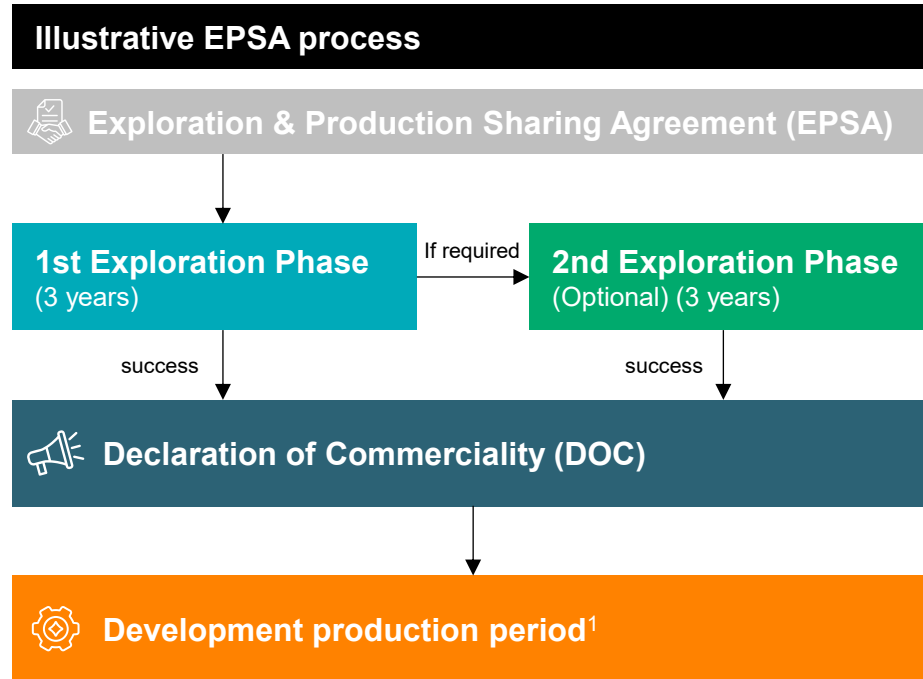 Illustrative EPSA process
Exploration & Production Sharing Agreement (EPSA)
1st Exploration Phase
(3 years)
If required
2nd Exploration Phase
(Optional) (3 years)
success
success
Declaration of Commerciality (DOC)
Development production period¹